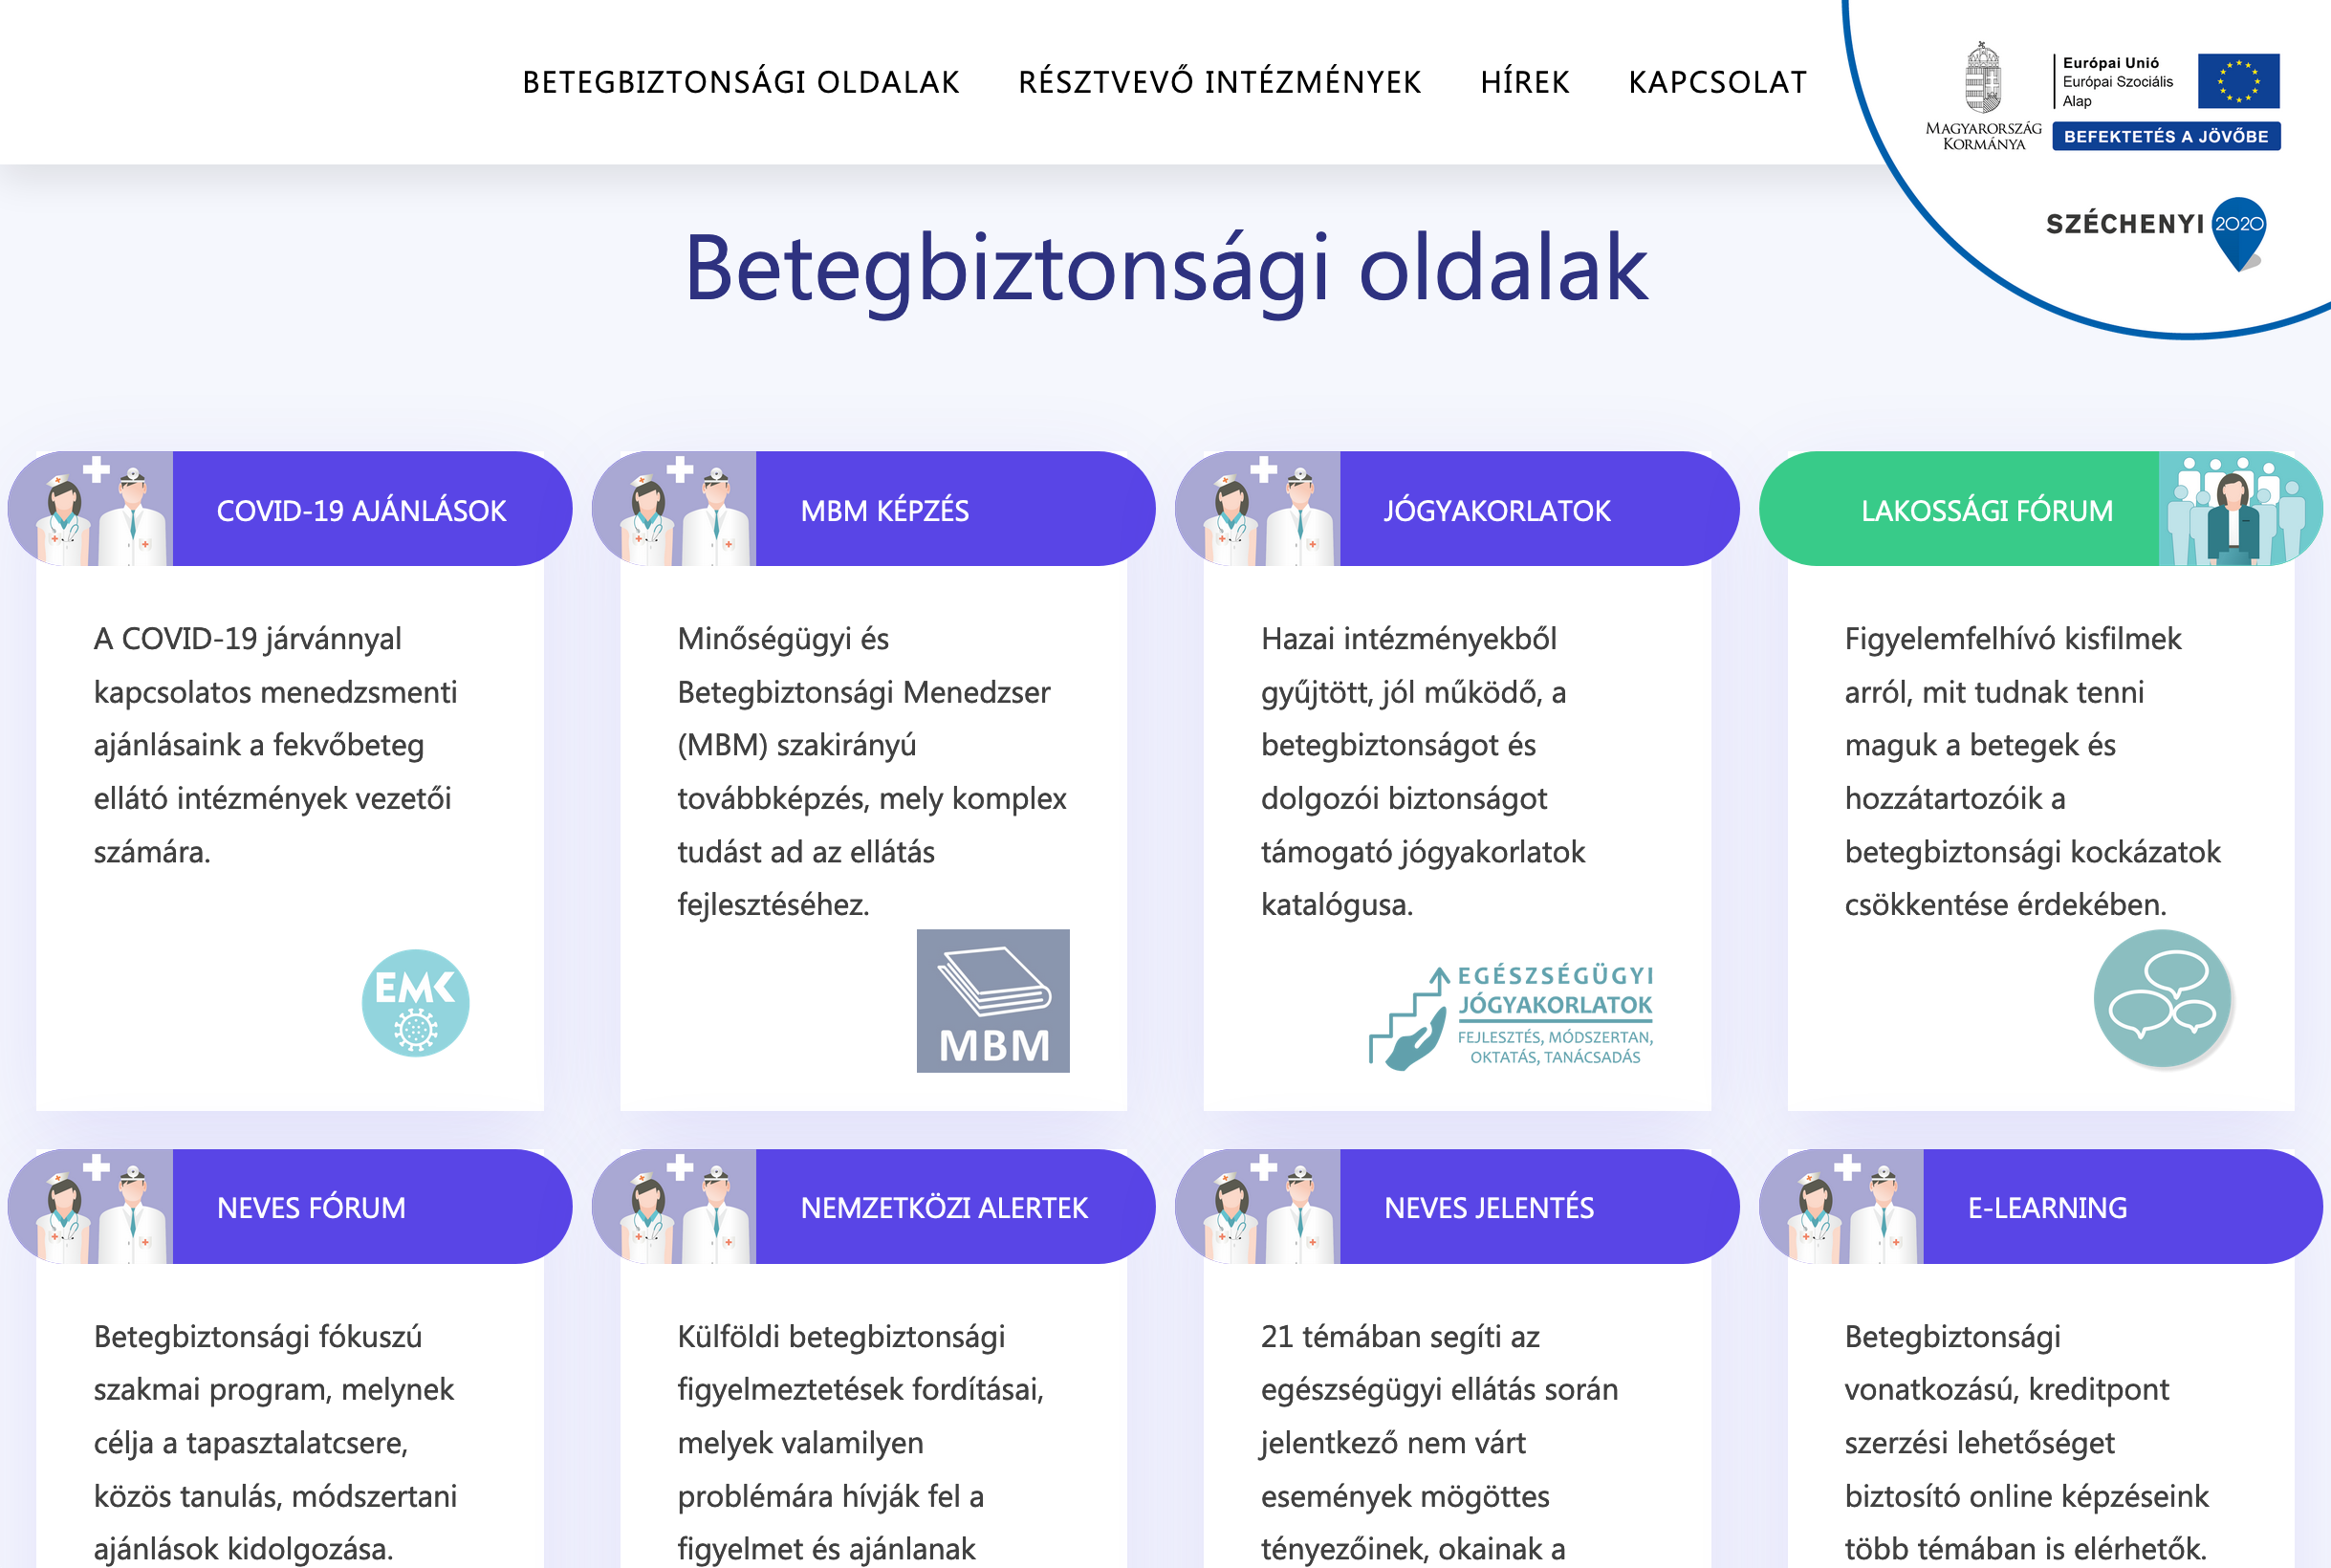 BETEGBIZTONSÁGI OLDALAK
RÉSZTVEVŐ INTÉZMÉNYEK
HÍREK
KAPCSOLAT
MAGYARORSZÁG
KORMÁNYA
Európai Unió
Európai Szociális
Alap
BEFEKTETÉS A JÖVŐBE
SZÉCHENYI 2020
Betegbiztonsági oldalak
COVID-19 AJÁNLÁSOK
A COVID-19 járvánnyal
kapcsolatos menedzsmenti
ajánlásaink a fekvőbeteg
ellátó intézmények vezetői
számára.
EMK
MBM KÉPZÉS
Minőségügyi és
Betegbiztonsági Menedzser
(MBM) szakirányú
továbbképzés, mely komplex
tudást ad az ellátás
fejlesztéséhez.
MBM
JÓGYAKORLATOK
Hazai intézményekből
gyűjtött, jól működő, a
betegbiztonságot és
dolgozói biztonságot
támogató jógyakorlatok
katalógusa.
EGÉSZSÉGÜGYI
JÓGYAKORLATOK
FEJLESZTÉS, MÓDSZERTAN,
OKTATÁS, TANÁCSADÁS
LAKOSSÁGI FÓRUM
Figyelemfelhívó kisfilmek
arról, mit tudnak tenni
maguk a betegek és
hozzátartozóik a
betegbiztonsági kockázatok
csökkentése érdekében.
NEVES FÓRUM
Betegbiztonsági fókuszú
szakmai program, melynek
célja a tapasztalatcsere,
közös tanulás, módszertani
ajánlások kidolgozása.
NEMZETKÖZI ALERTEK
Külföldi betegbiztonsági
figyelmeztetések fordításai,
melyek valamilyen
problémára hívják fel a
figyelmet és ajánlanak
NEVES JELENTÉS
21 témában segíti az
egészségügyi ellátás során
jelentkező nem várt
események mögöttes
tényezőinek, okainak a
E-LEARNING
Betegbiztonsági
vonatkozású, kreditpont
szerzési lehetőséget
biztosító online képzéseink
több témában is elérhetők.